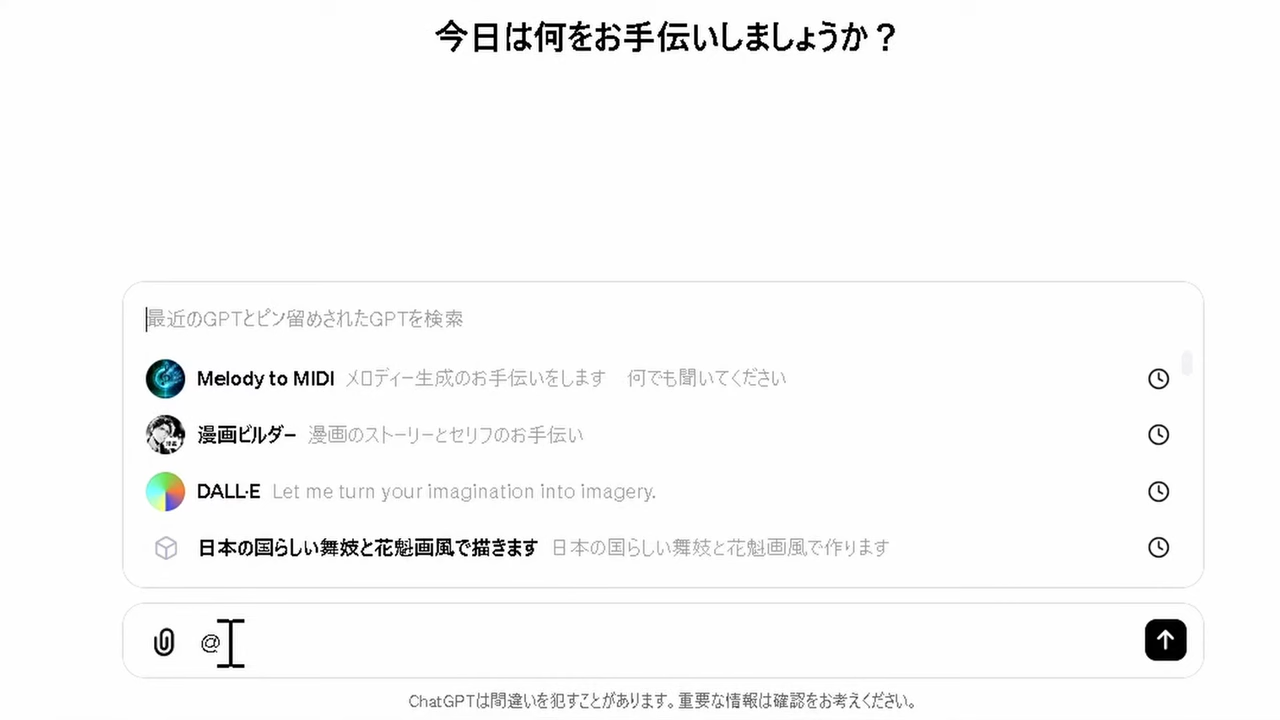 今日は何をお手伝いしましょうか？
最近のGPTとピン留めされたGPTを検索
Melody to MIDI メロディー生成のお手伝いをします　何でも聞いてください
漫画ビルダー 漫画のストーリーとセリフのお手伝い
DALL·E Let me turn your imagination into imagery.
日本の国らしい舞妓と花魁画風で描きます 日本の国らしい舞妓と花魁画風で作ります
@
ChatGPTは間違いを犯すことがあります。重要な情報は確認をお考えください。